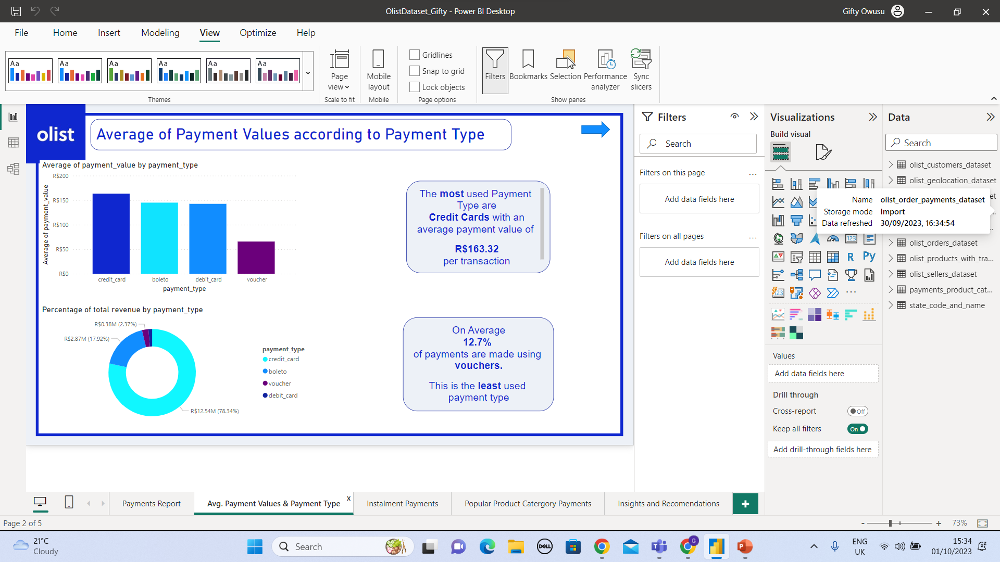 OlistDataset_Gifty - Power BI Desktop
Gifty Owusu
File Home Insert Modeling View Optimize Help
Aa Aa Aa Aa Aa Aa
Themes
Page
view
Scale to fit
Mobile
layout
Mobile
Gridlines
Snap to grid
Lock objects
Page options
Filters
Bookmarks
Selection
Performance
analyzer
Sync
slicers
Show panes
olist
Average of Payment Values according to Payment Type
Average of payment_value by payment_type
Average of payment_value
R$200
R$150
R$100
R$50
R$0
credit_card boleto debit_card voucher
payment_type
The most used Payment
Type are
Credit Cards with an
average payment value of
R$163.32
per transaction
Percentage of total revenue by payment_type
R$0.38M (2.37%)
R$2.87M (17.92%)
R$12.54M (78.34%)
payment_type
credit_card
boleto
voucher
debit_card
On Average
12.7%
of payments are made using
vouchers.
This is the least used
payment type
Filters
Search
Filters on this page
...
Add data fields here
Filters on all pages
...
Add data fields here
Visualizations
Build visual
123
R
Py
123
...
Values
Add data fields here
Drill through
Cross-report
Off
Keep all filters
On
Add drill-through fields here
Data
Search
olist_customers_dataset
olist_geolocation_dataset
et
Name olist_order_payments_dataset
Storage mode Import
Data refreshed 30/09/2023, 16:34:54
olist_orders_dataset
olist_products_with_tra...
olist_sellers_dataset
payments_product_cat...
state_code_and_name
Payments Report
Avg. Payment Values & Payment Type
x
Instalment Payments
Popular Product Catergory Payments
Insights and Recomendations
+
Page 2 of 5
- + 73%
21°C
Cloudy
Search
DELL
G
T
P
ENG
UK
15:34
01/10/2023